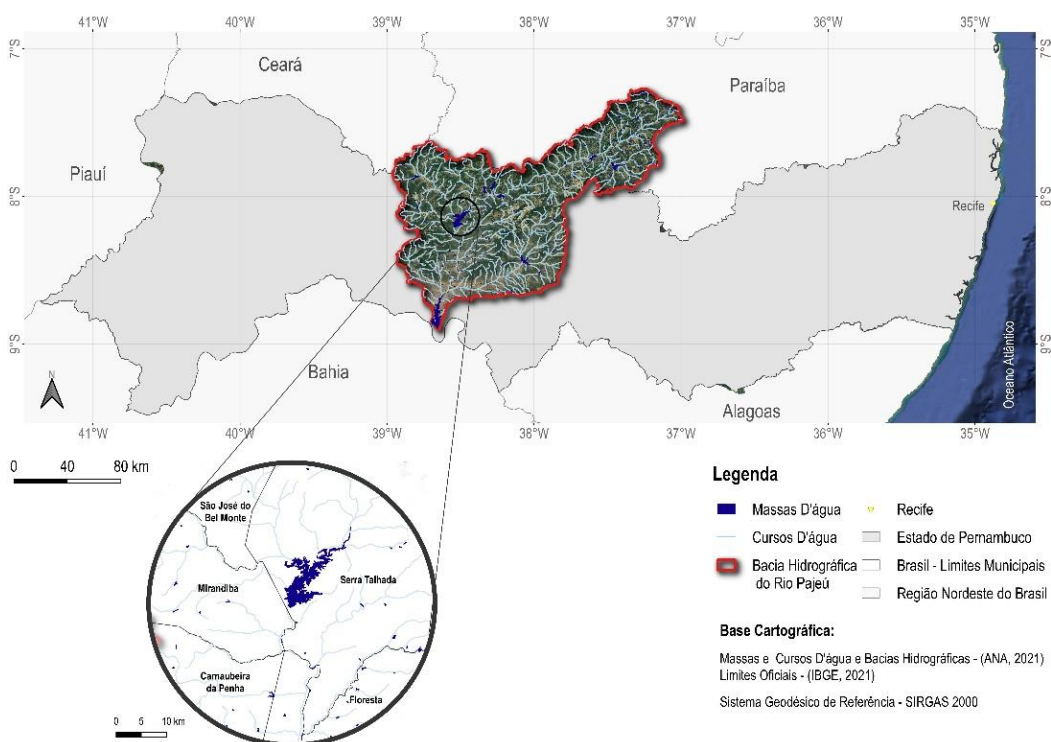 41°W 40°W 39°W 38°W 37°W 36°W 35°W
7°S 7°S
Ceará
Paraíba
Piauí
8°S 8°S
Recife
9°S 9°S
N
Bahia
Alagoas
Oceano Atlântico
41°W 40°W 39°W 38°W 37°W 36°W 35°W
0 40 80 km
São José do
Bel Monte
Mirandiba
Serra Talhada
Carnaubeira
da Penha
Floresta
0 5 10 km
Legenda
Massas D'água
Recife
Cursos D'água
Estado de Pernambuco
Bacia Hidrográfica
do Rio Pajeú
Brasil - Limites Municipais
Região Nordeste do Brasil
Base Cartográfica:
Massas e Cursos D'água e Bacias Hidrográficas - (ANA, 2021)
Limites Oficiais - (IBGE, 2021)
Sistema Geodésico de Referência - SIRGAS 2000